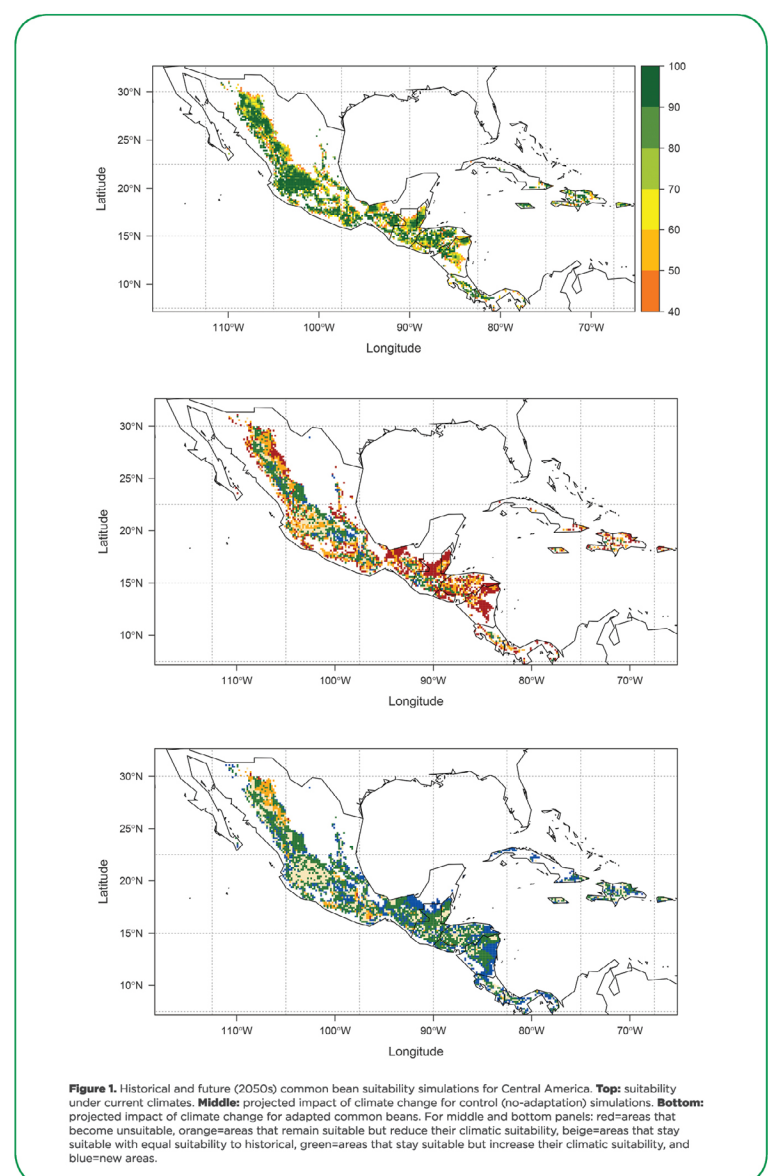 100
90
80
70
60
50
40
30°N
25°N
20°N
15°N
10°N
Latitude
110°W 100°W 90°W 80°W 70°W
Longitude
30°N
25°N
20°N
15°N
10°N
Latitude
110°W 100°W 90°W 80°W 70°W
Longitude
30°N
25°N
20°N
15°N
10°N
Latitude
110°W 100°W 90°W 80°W 70°W
Longitude
Figure 1. Historical and future (2050s) common bean suitability simulations for Central America. Top: suitability
under current climates. Middle: projected impact of climate change for control (no-adaptation) simulations. Bottom:
projected impact of climate change for adapted common beans. For middle and bottom panels: red=areas that
become unsuitable, orange=areas that remain suitable but reduce their climatic suitability, beige=areas that stay
suitable with equal suitability to historical, green=areas that stay suitable but increase their climatic suitability, and
blue=new areas.